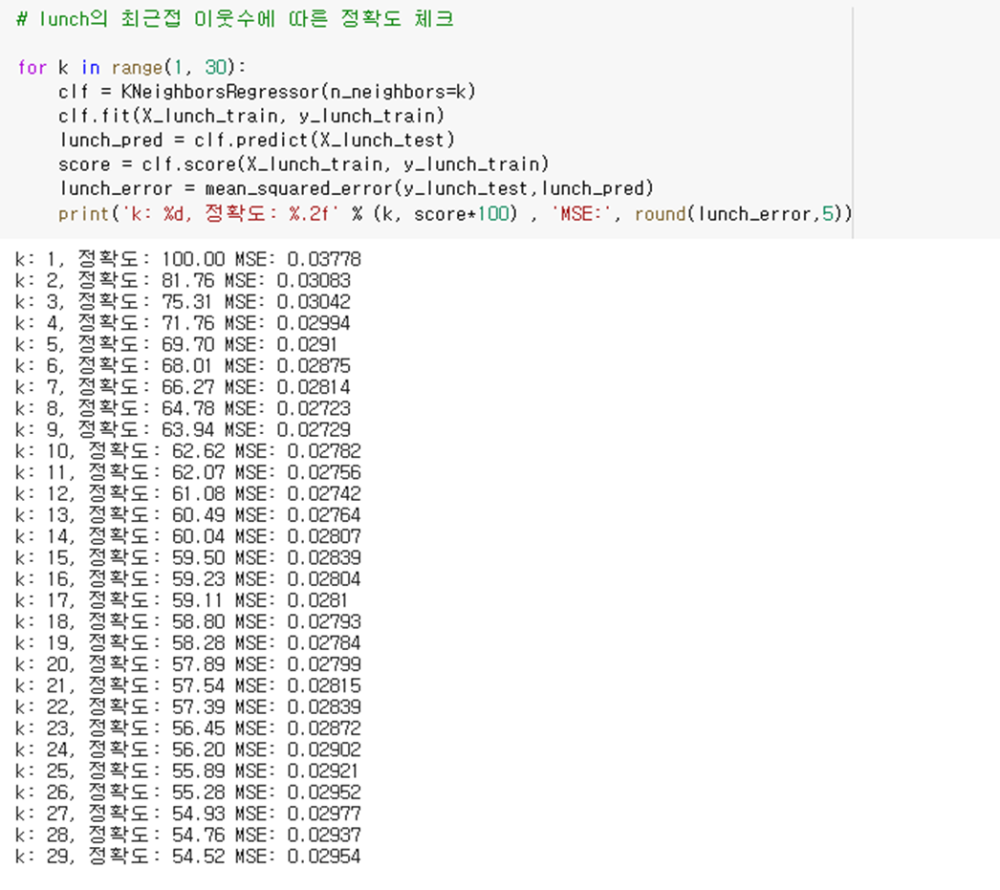 # lunch의 최근접 이웃수에 따른 정확도 체크
for k in range(1, 30):
clf = KNeighborsRegressor(n_neighbors=k)
clf.fit(X_lunch_train, y_lunch_train)
lunch_pred = clf.predict(X_lunch_test)
score = clf.score(X_lunch_train, y_lunch_train)
lunch_error = mean_squared_error(y_lunch_test,lunch_pred)
print('k: %d, 정확도: %.2f' % (k, score*100) , 'MSE:', round(lunch_error,5))
k: 1, 정확도: 100.00 MSE: 0.03778
k: 2, 정확도: 81.76 MSE: 0.03083
k: 3, 정확도: 75.31 MSE: 0.03042
k: 4, 정확도: 71.76 MSE: 0.02994
k: 5, 정확도: 69.70 MSE: 0.0291
k: 6, 정확도: 68.01 MSE: 0.02875
k: 7, 정확도: 66.27 MSE: 0.02814
k: 8, 정확도: 64.78 MSE: 0.02723
k: 9, 정확도: 63.94 MSE: 0.02729
k: 10, 정확도: 62.62 MSE: 0.02782
k: 11, 정확도: 62.07 MSE: 0.02756
k: 12, 정확도: 61.08 MSE: 0.02742
k: 13, 정확도: 60.49 MSE: 0.02764
k: 14, 정확도: 60.04 MSE: 0.02807
k: 15, 정확도: 59.50 MSE: 0.02839
k: 16, 정확도: 59.23 MSE: 0.02804
k: 17, 정확도: 59.11 MSE: 0.0281
k: 18, 정확도: 58.80 MSE: 0.02793
k: 19, 정확도: 58.28 MSE: 0.02784
k: 20, 정확도: 57.89 MSE: 0.02799
k: 21, 정확도: 57.54 MSE: 0.02815
k: 22, 정확도: 57.39 MSE: 0.02839
k: 23, 정확도: 56.45 MSE: 0.02872
k: 24, 정확도: 56.20 MSE: 0.02902
k: 25, 정확도: 55.89 MSE: 0.02921
k: 26, 정확도: 55.28 MSE: 0.02952
k: 27, 정확도: 54.93 MSE: 0.02977
k: 28, 정확도: 54.76 MSE: 0.02937
k: 29, 정확도: 54.52 MSE: 0.02954